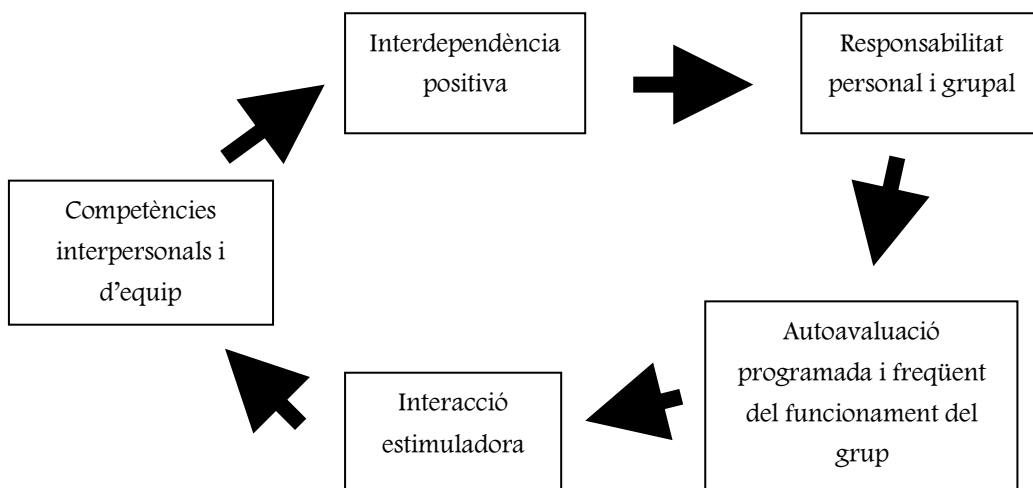 Interdependència
positiva
Responsabilitat
personal i grupal
Competències
interpersonals i
d’equip
Autoavaluació
programada i freqüent
del funcionament del
grup
Interacció
estimuladora